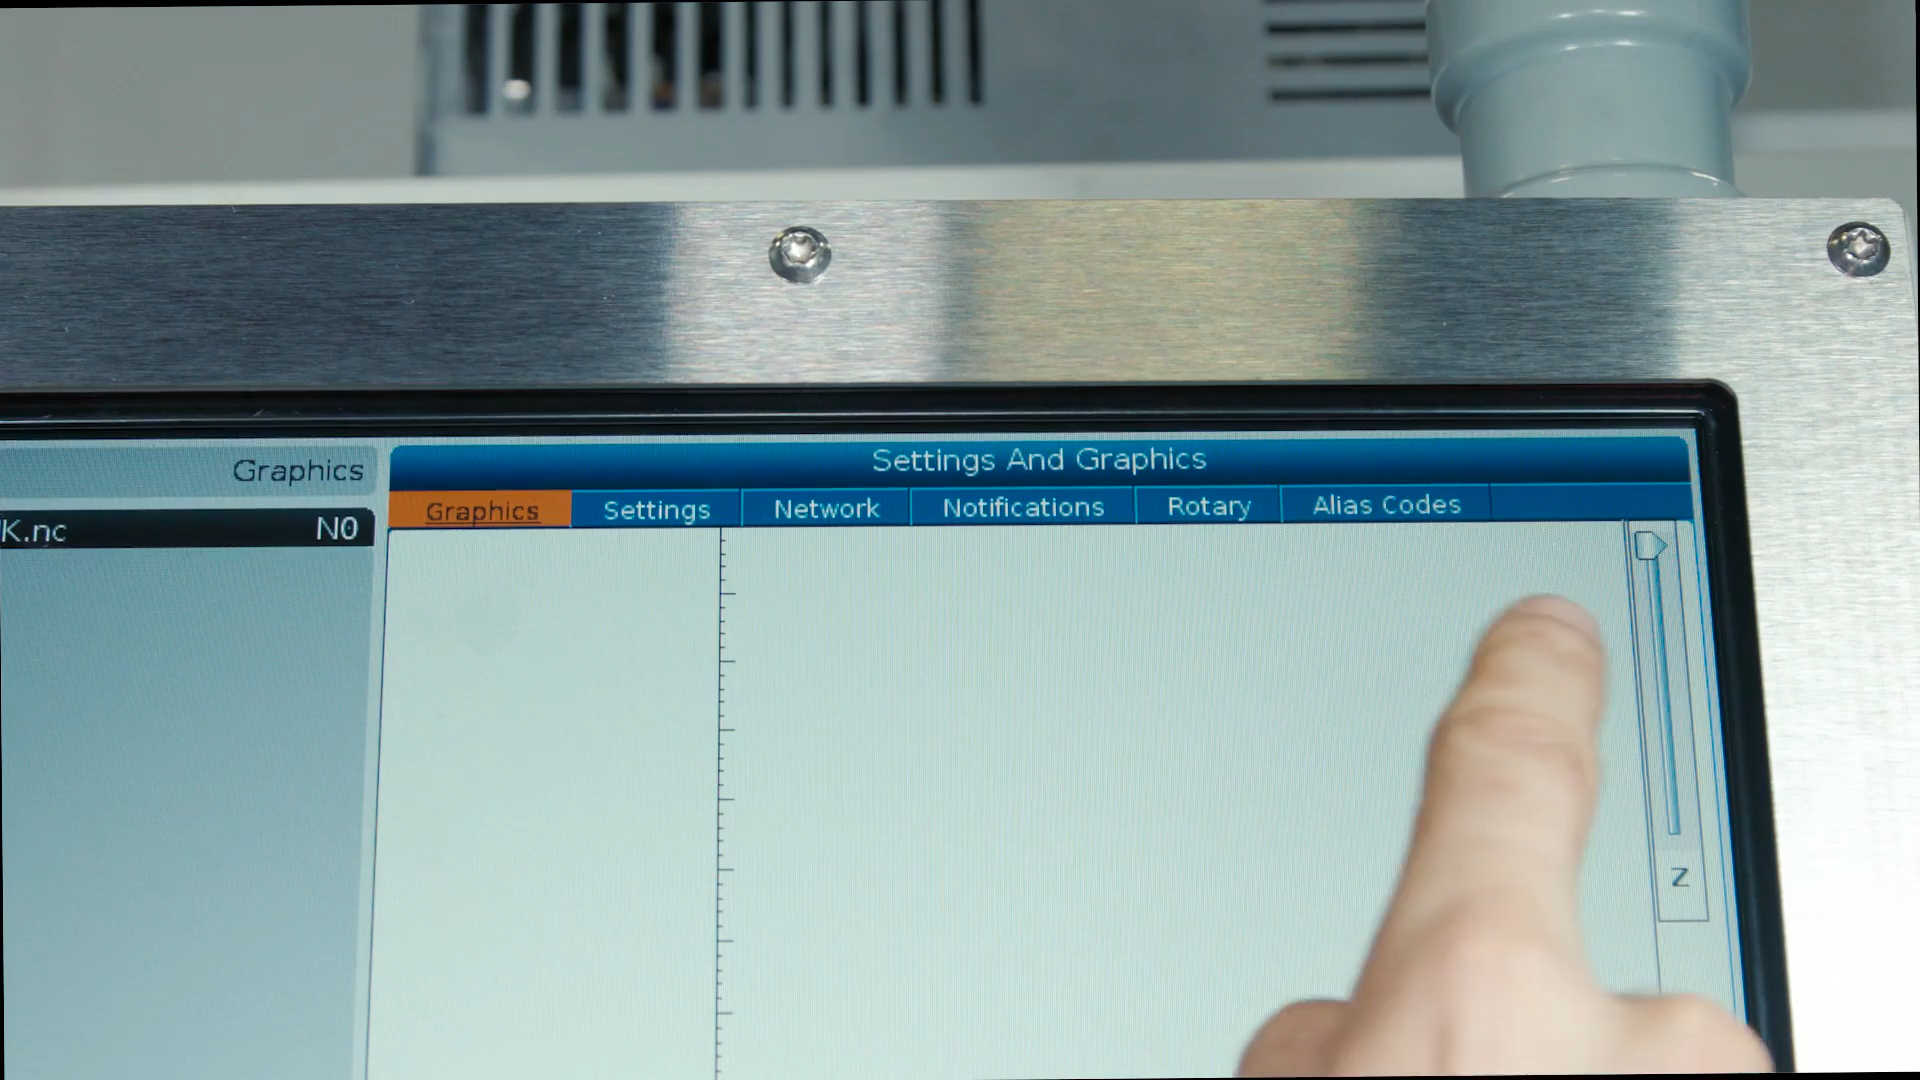 Graphics
K.nc N0
Settings And Graphics
Graphics Settings Network Notifications Rotary Alias Codes
Z